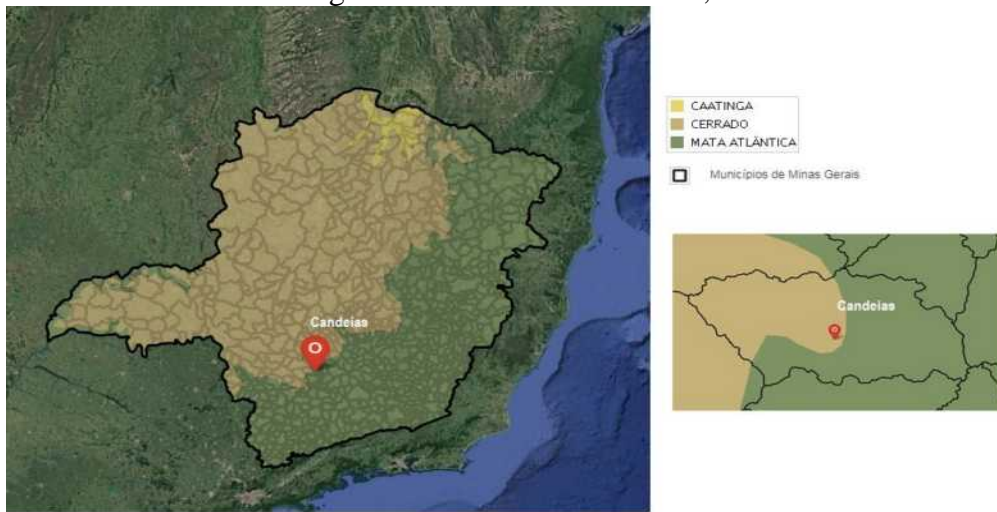 Candeias
CAATINGA
CERRADO
MATA ATLÂNTICA
Municípios de Minas Gerais
Candeias